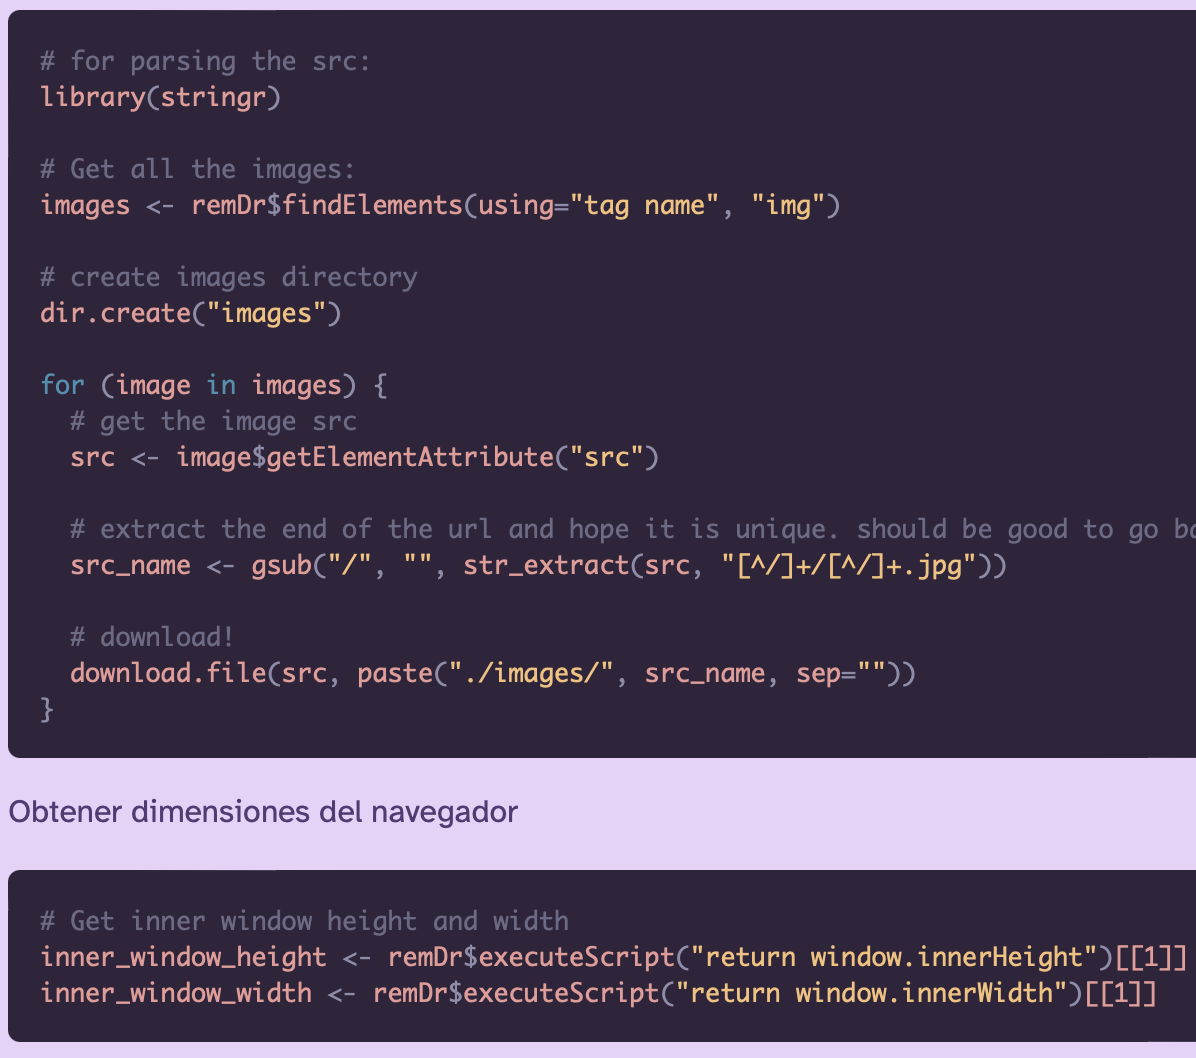 # for parsing the src:
library(stringr)
# Get all the images:
images <- remDr$findElements(using="tag name", "img")
# create images directory
dir.create("images")
for (image in images) {
  # get the image src
  src <- image$getElementAttribute("src")
  # extract the end of the url and hope it is unique. should be good to go
  src_name <- gsub("/", "", str_extract(src, "[^/]+/[^/]+.jpg"))
  # download!
  download.file(src, paste("./images/", src_name, sep=""))
}
Obtener dimensiones del navegador
# Get inner window height and width
inner_window_height <- remDr$executeScript("return window.innerHeight")[[1]]
inner_window_width <- remDr$executeScript("return window.innerWidth")[[1]]